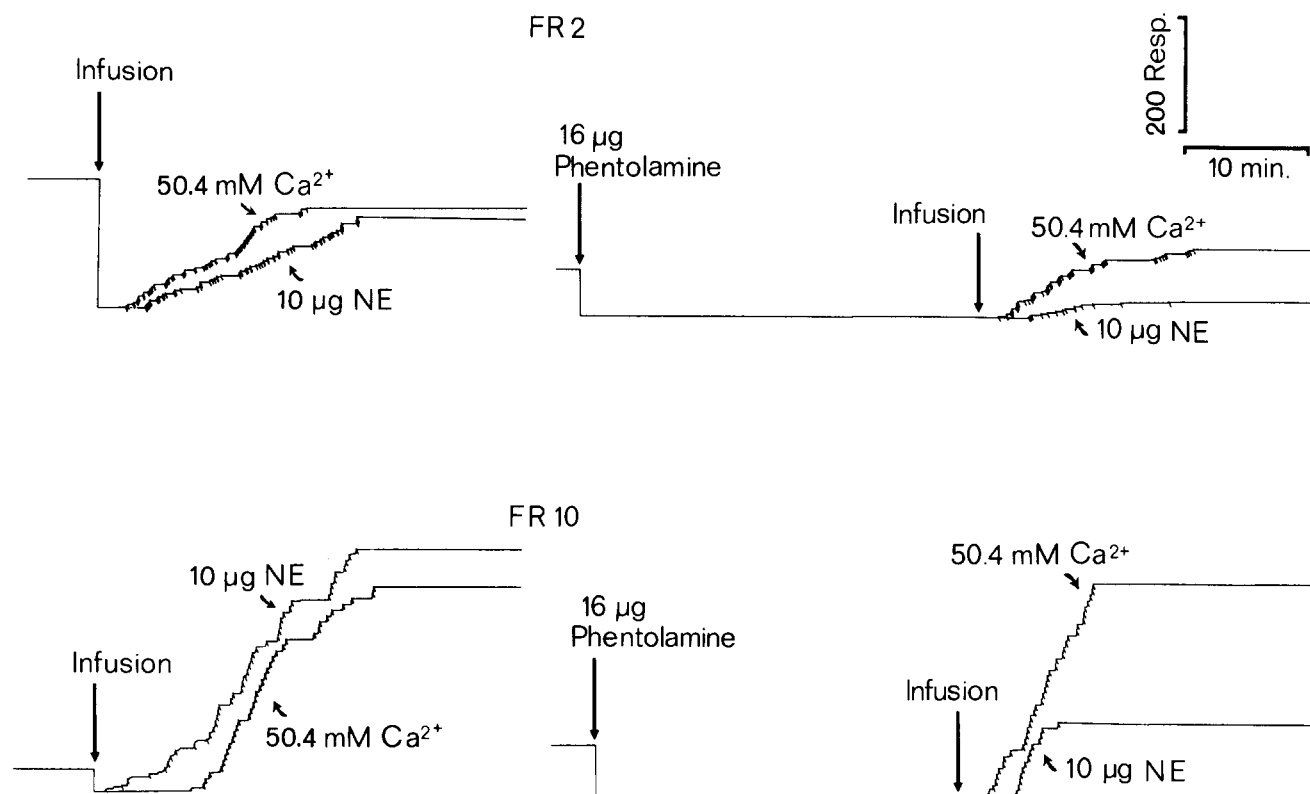 FR 2
Infusion
50.4 mM Ca²⁺
10 µg NE
16 µg
Phentolamine
Infusion
50.4 mM Ca²⁺
10 µg NE
200 Resp.
10 min.
FR 10
Infusion
10 µg NE
50.4 mM Ca²⁺
16 µg
Phentolamine
Infusion
50.4 mM Ca²⁺
10 µg NE